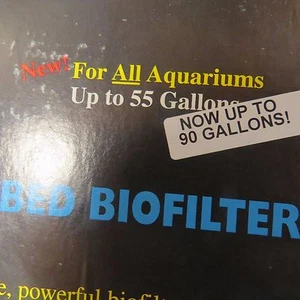 New! For All Aquariums
Up to 55 Gallons
NOW UP TO
90 GALLONS!
BED BIOFILTER
powerful